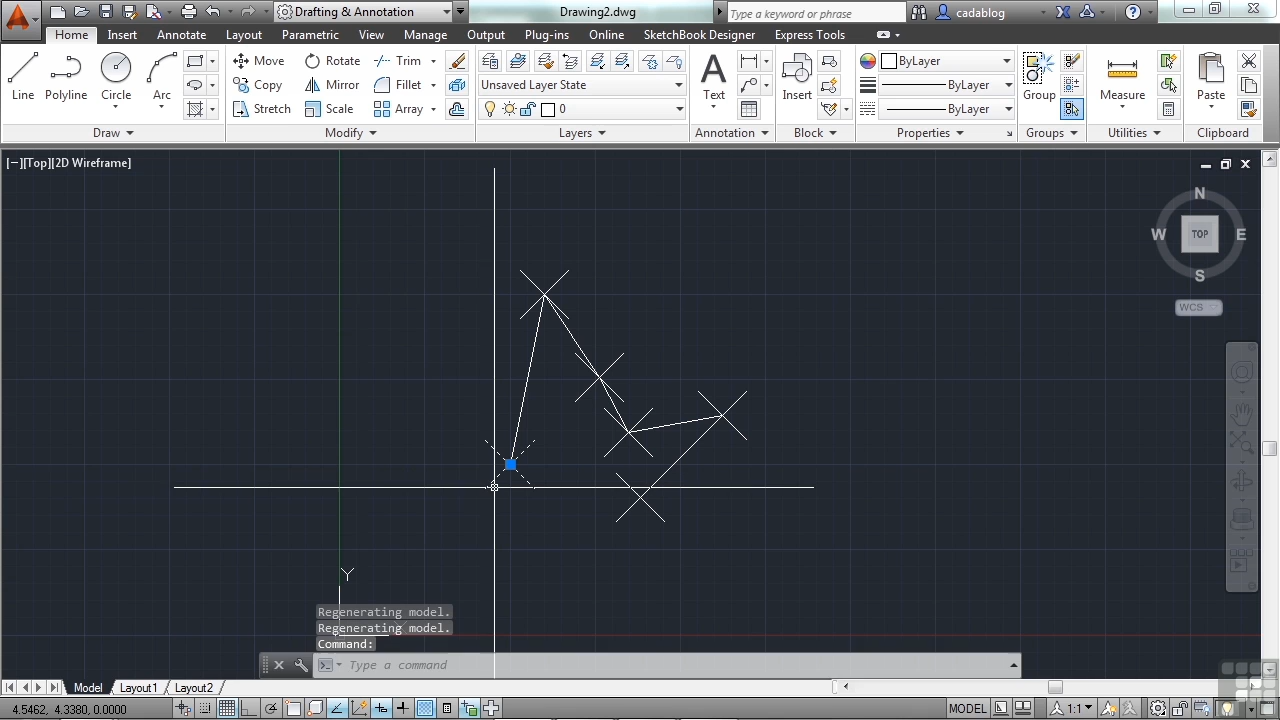 Drafting & Annotation
Drawing2.dwg
Type a keyword or phrase
cadablog
Home Insert Annotate Layout Parametric View Manage Output Plug-ins Online SketchBook Designer Express Tools
Line
Polyline
Circle
Arc
Draw
Move
Rotate
Trim
Copy
Mirror
Fillet
Stretch
Scale
Array
Modify
Unsaved Layer State
0
Layers
Text
Annotation
Insert
Block
ByLayer
ByLayer
ByLayer
Properties
Group
Groups
Measure
Utilities
Paste
Clipboard
[−][Top][2D Wireframe]
N
W
TOP
E
S
WCS
Y
Regenerating model.
Regenerating model.
Command:
Type a command
Model Layout1 Layout2
4.5462, 4.3380, 0.0000
MODEL
1:1